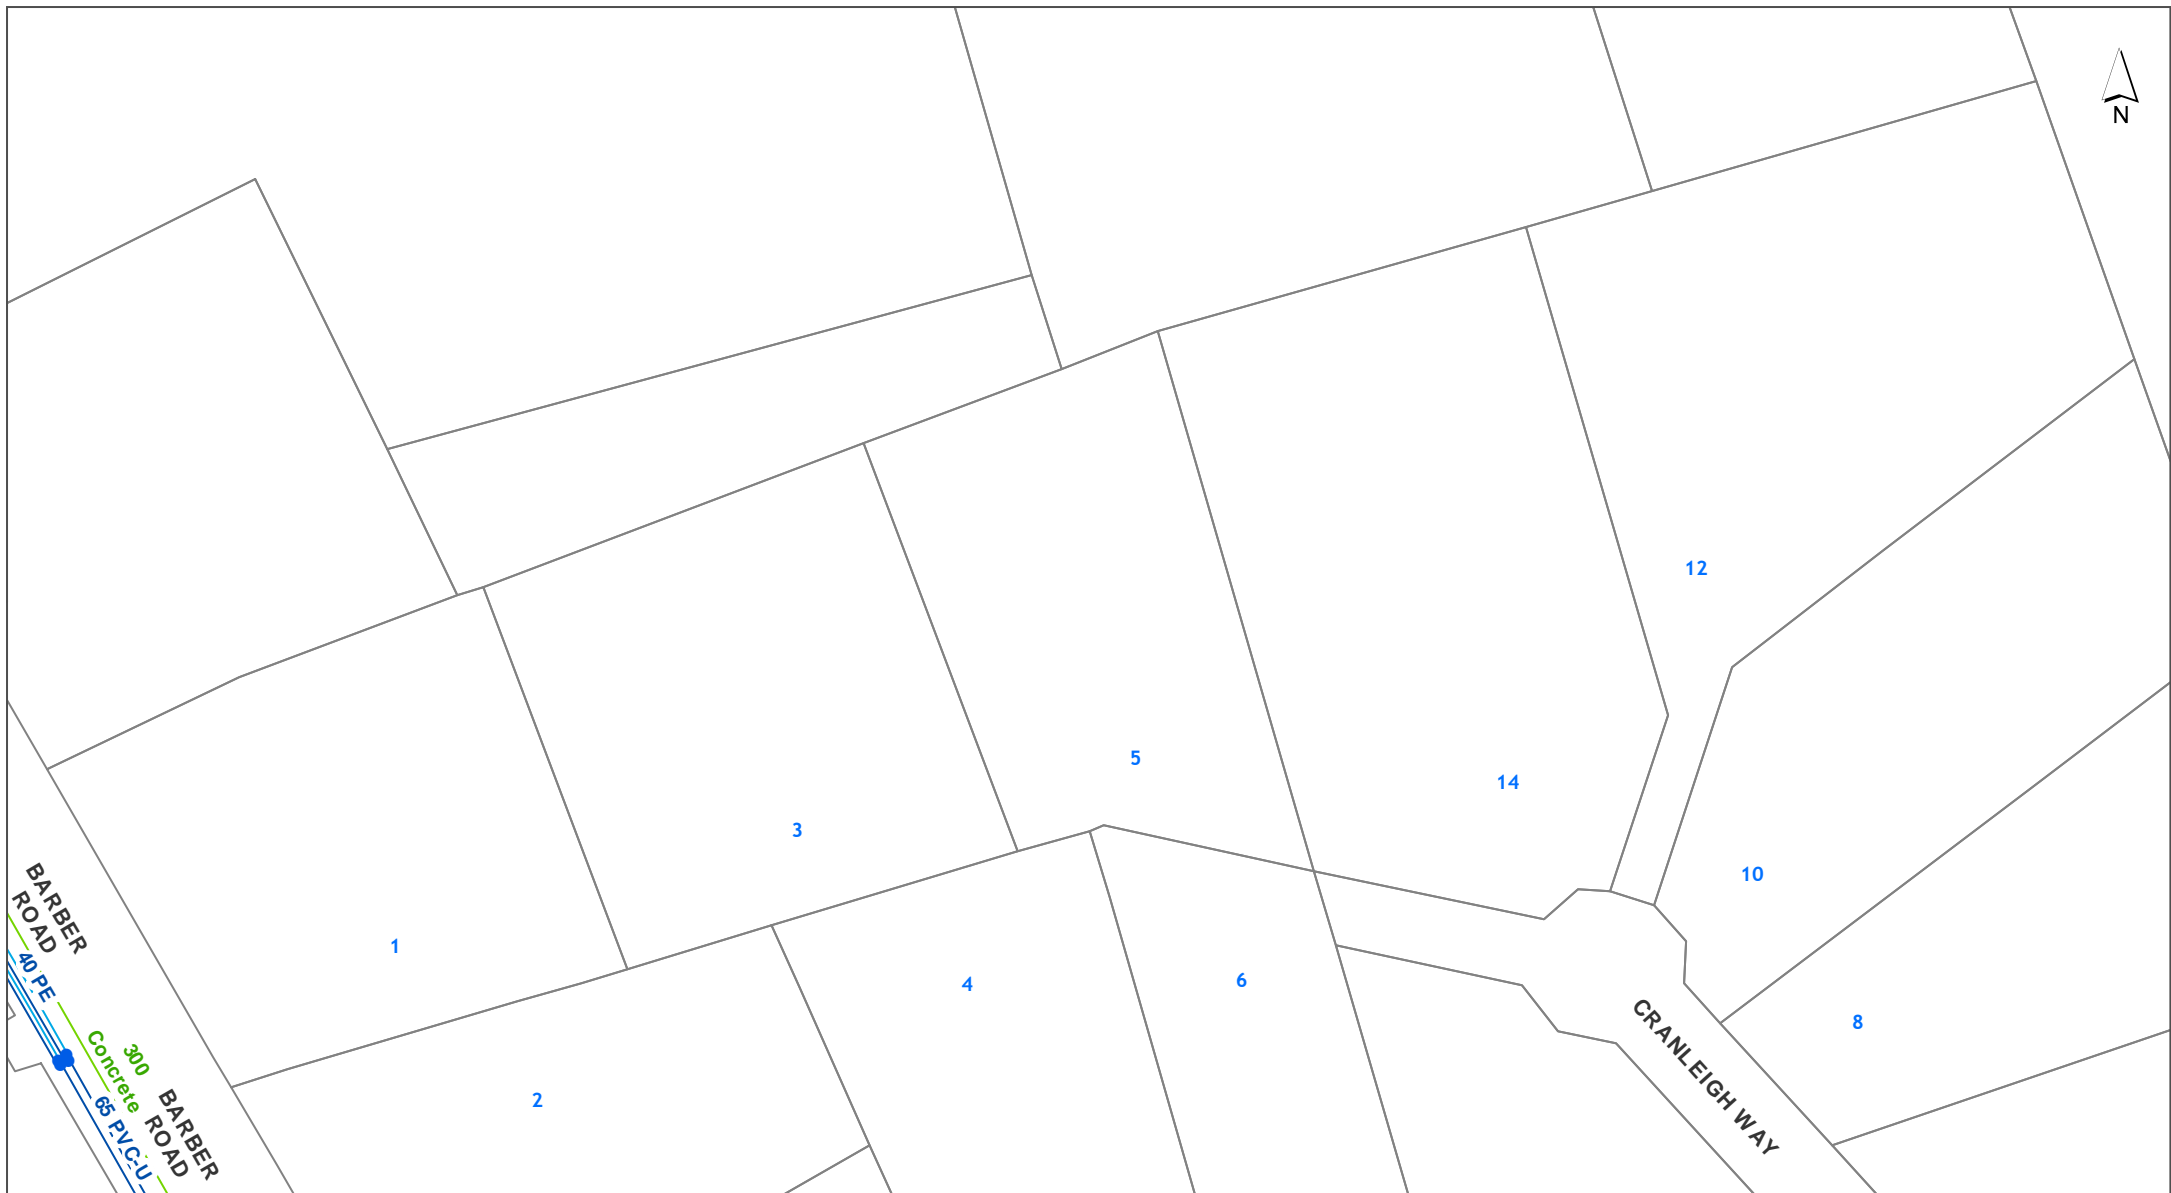 N
12
5
14
3
10
BARBER
ROAD
1
40 PE
4
6
8
CRANLEIGH WAY
300
Concrete
2
65 PVC-U
BARBER
ROAD